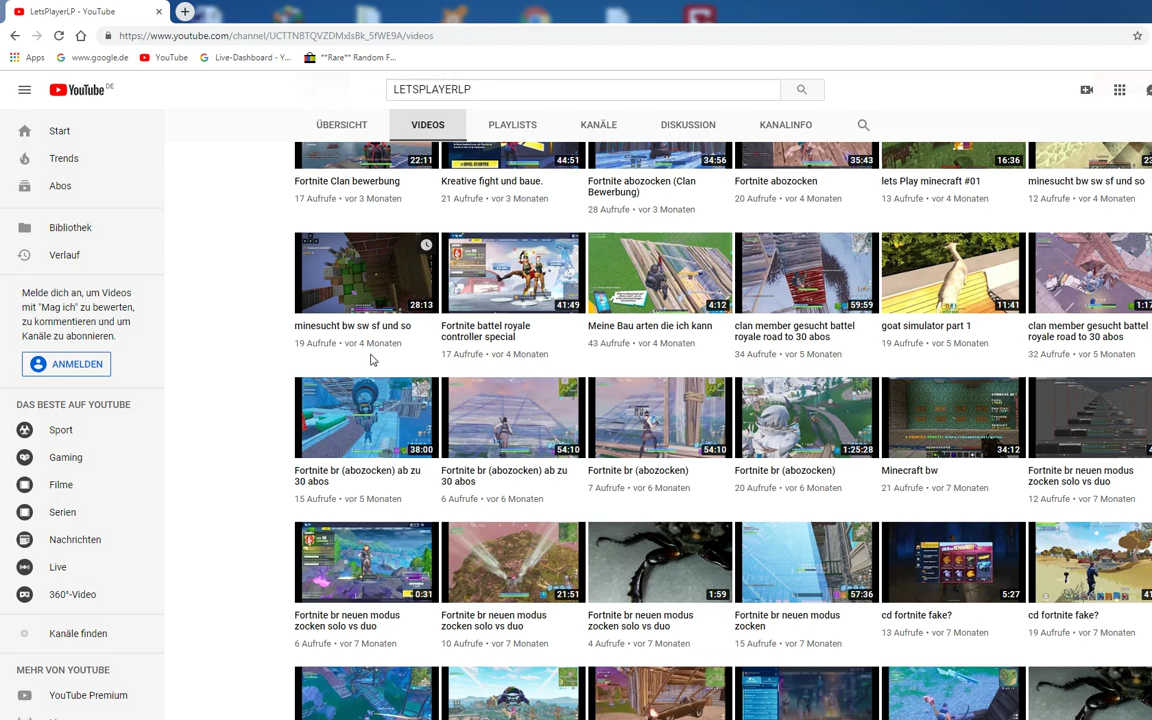 LetsPlayerLP - YouTube
https://www.youtube.com/channel/UCTTNBTQVZDMxlsBk_5fWE9A/videos
Apps www.google.de YouTube Live-Dashboard - Y... **Rare** Random F...
YouTube DE LETSPLAYERLP
ÜBERSICHT VIDEOS PLAYLISTS KANÄLE DISKUSSION KANALINFO
Start
Trends
Abos
Bibliothek
Verlauf
Melde dich an, um Videos
mit "Mag ich" zu bewerten,
zu kommentieren und um
Kanäle zu abonnieren.
ANMELDEN
DAS BESTE AUF YOUTUBE
Sport
Gaming
Filme
Serien
Nachrichten
Live
360°-Video
Kanäle finden
MEHR VON YOUTUBE
YouTube Premium
22:11
Fortnite Clan bewerbung
17 Aufrufe • vor 3 Monaten
44:51
Kreative fight und baue.
21 Aufrufe • vor 3 Monaten
34:56
Fortnite abozocken (Clan
Bewerbung)
28 Aufrufe • vor 3 Monaten
35:43
Fortnite abozocken
20 Aufrufe • vor 4 Monaten
16:36
lets Play minecraft #01
13 Aufrufe • vor 4 Monaten
minesucht bw sw sf und so
12 Aufrufe • vor 4 Monaten
28:13
minesucht bw sw sf und so
19 Aufrufe • vor 4 Monaten
41:49
Fortnite battel royale
controller special
17 Aufrufe • vor 4 Monaten
4:12
Meine Bau arten die ich kann
43 Aufrufe • vor 4 Monaten
59:59
clan member gesucht battel
royale road to 30 abos
34 Aufrufe • vor 5 Monaten
11:41
goat simulator part 1
19 Aufrufe • vor 5 Monaten
clan member gesucht battel
royale road to 30 abos
32 Aufrufe • vor 5 Monaten
38:00
Fortnite br (abozocken) ab zu
30 abos
15 Aufrufe • vor 5 Monaten
54:10
Fortnite br (abozocken) ab zu
30 abos
6 Aufrufe • vor 6 Monaten
54:10
Fortnite br (abozocken)
7 Aufrufe • vor 6 Monaten
1:25:28
Fortnite br (abozocken)
20 Aufrufe • vor 6 Monaten
34:12
Minecraft bw
21 Aufrufe • vor 7 Monaten
Fortnite br neuen modus
zocken solo vs duo
12 Aufrufe • vor 7 Monaten
0:31
Fortnite br neuen modus
zocken solo vs duo
6 Aufrufe • vor 7 Monaten
21:51
Fortnite br neuen modus
zocken solo vs duo
10 Aufrufe • vor 7 Monaten
1:59
Fortnite br neuen modus
zocken solo vs duo
4 Aufrufe • vor 7 Monaten
57:36
Fortnite br neuen modus
zocken
15 Aufrufe • vor 7 Monaten
5:27
cd fortnite fake?
13 Aufrufe • vor 7 Monaten
cd fortnite fake?
19 Aufrufe • vor 7 Monaten